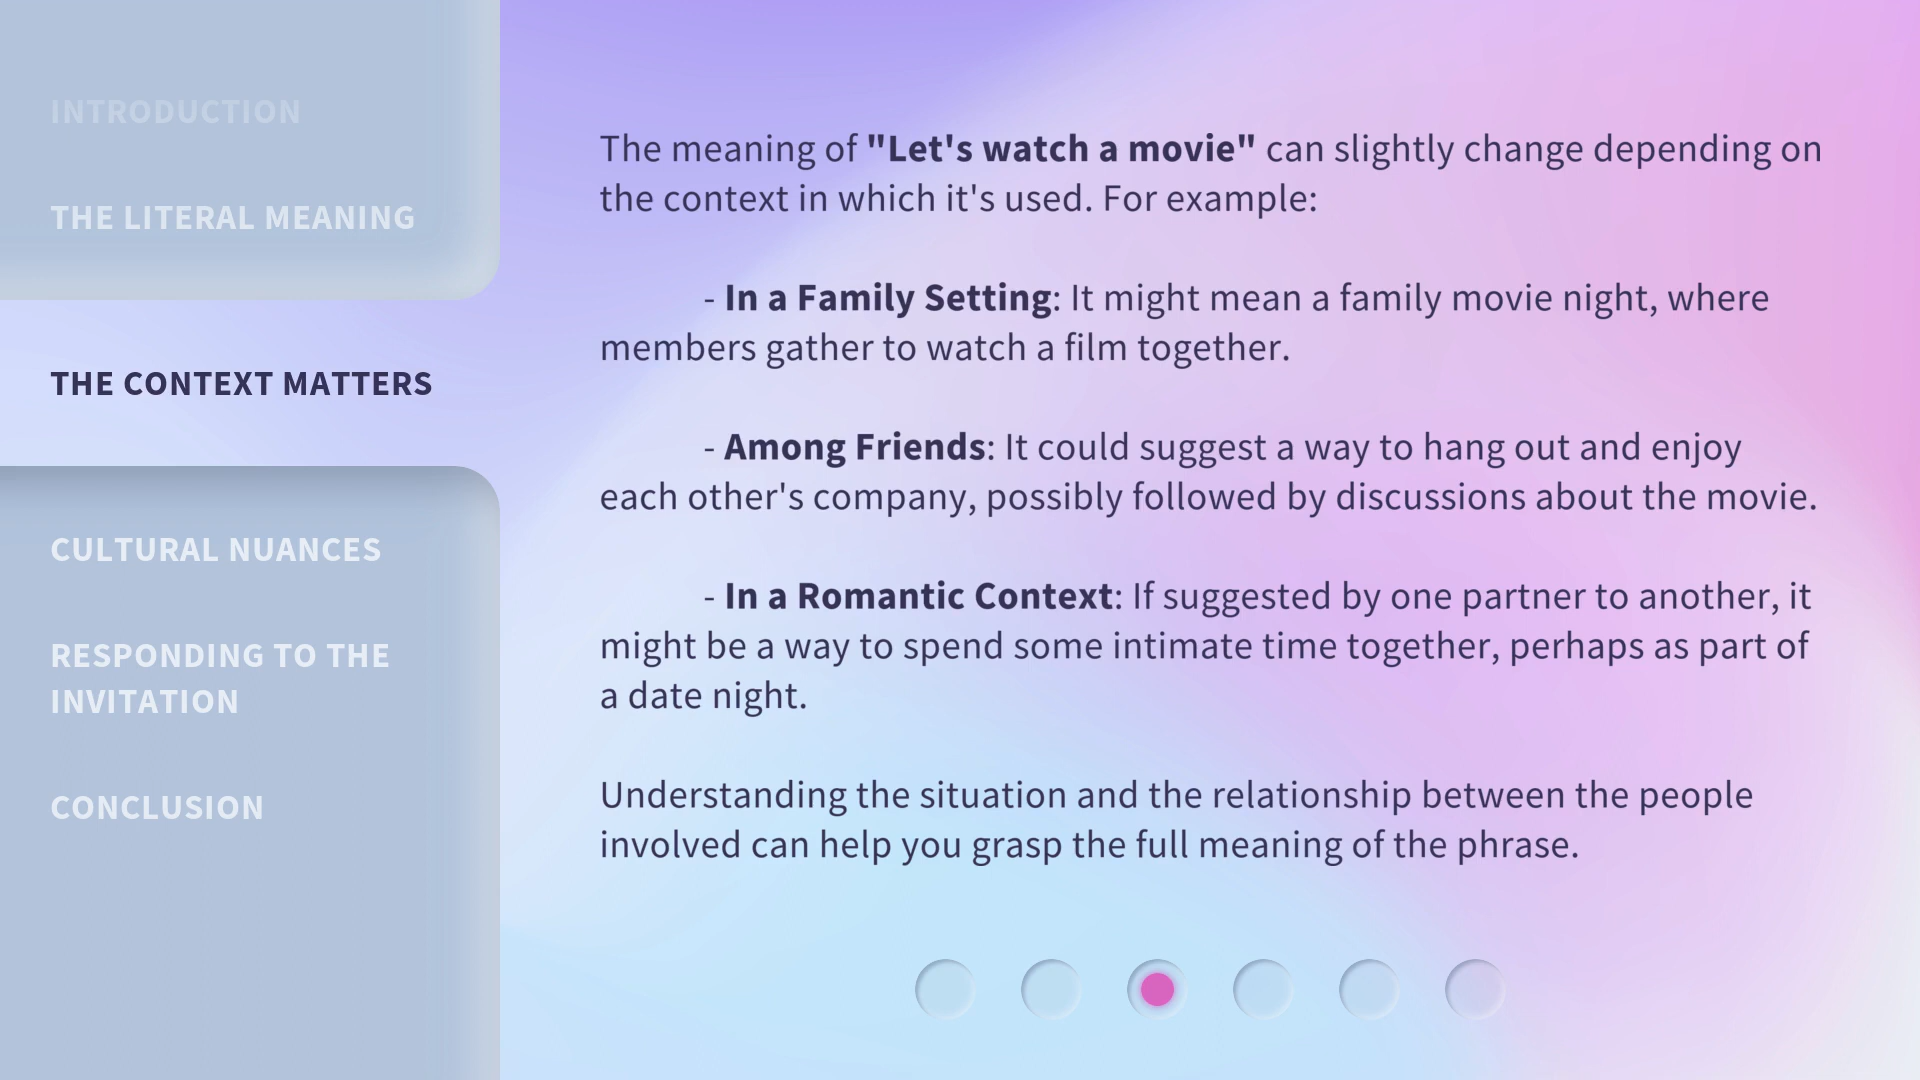 INTRODUCTION
THE LITERAL MEANING
THE CONTEXT MATTERS
CULTURAL NUANCES
RESPONDING TO THE
INVITATION
CONCLUSION
The meaning of "Let's watch a movie" can slightly change depending on
the context in which it's used. For example:
- In a Family Setting: It might mean a family movie night, where
members gather to watch a film together.
- Among Friends: It could suggest a way to hang out and enjoy
each other's company, possibly followed by discussions about the movie.
- In a Romantic Context: If suggested by one partner to another, it
might be a way to spend some intimate time together, perhaps as part of
a date night.
Understanding the situation and the relationship between the people
involved can help you grasp the full meaning of the phrase.